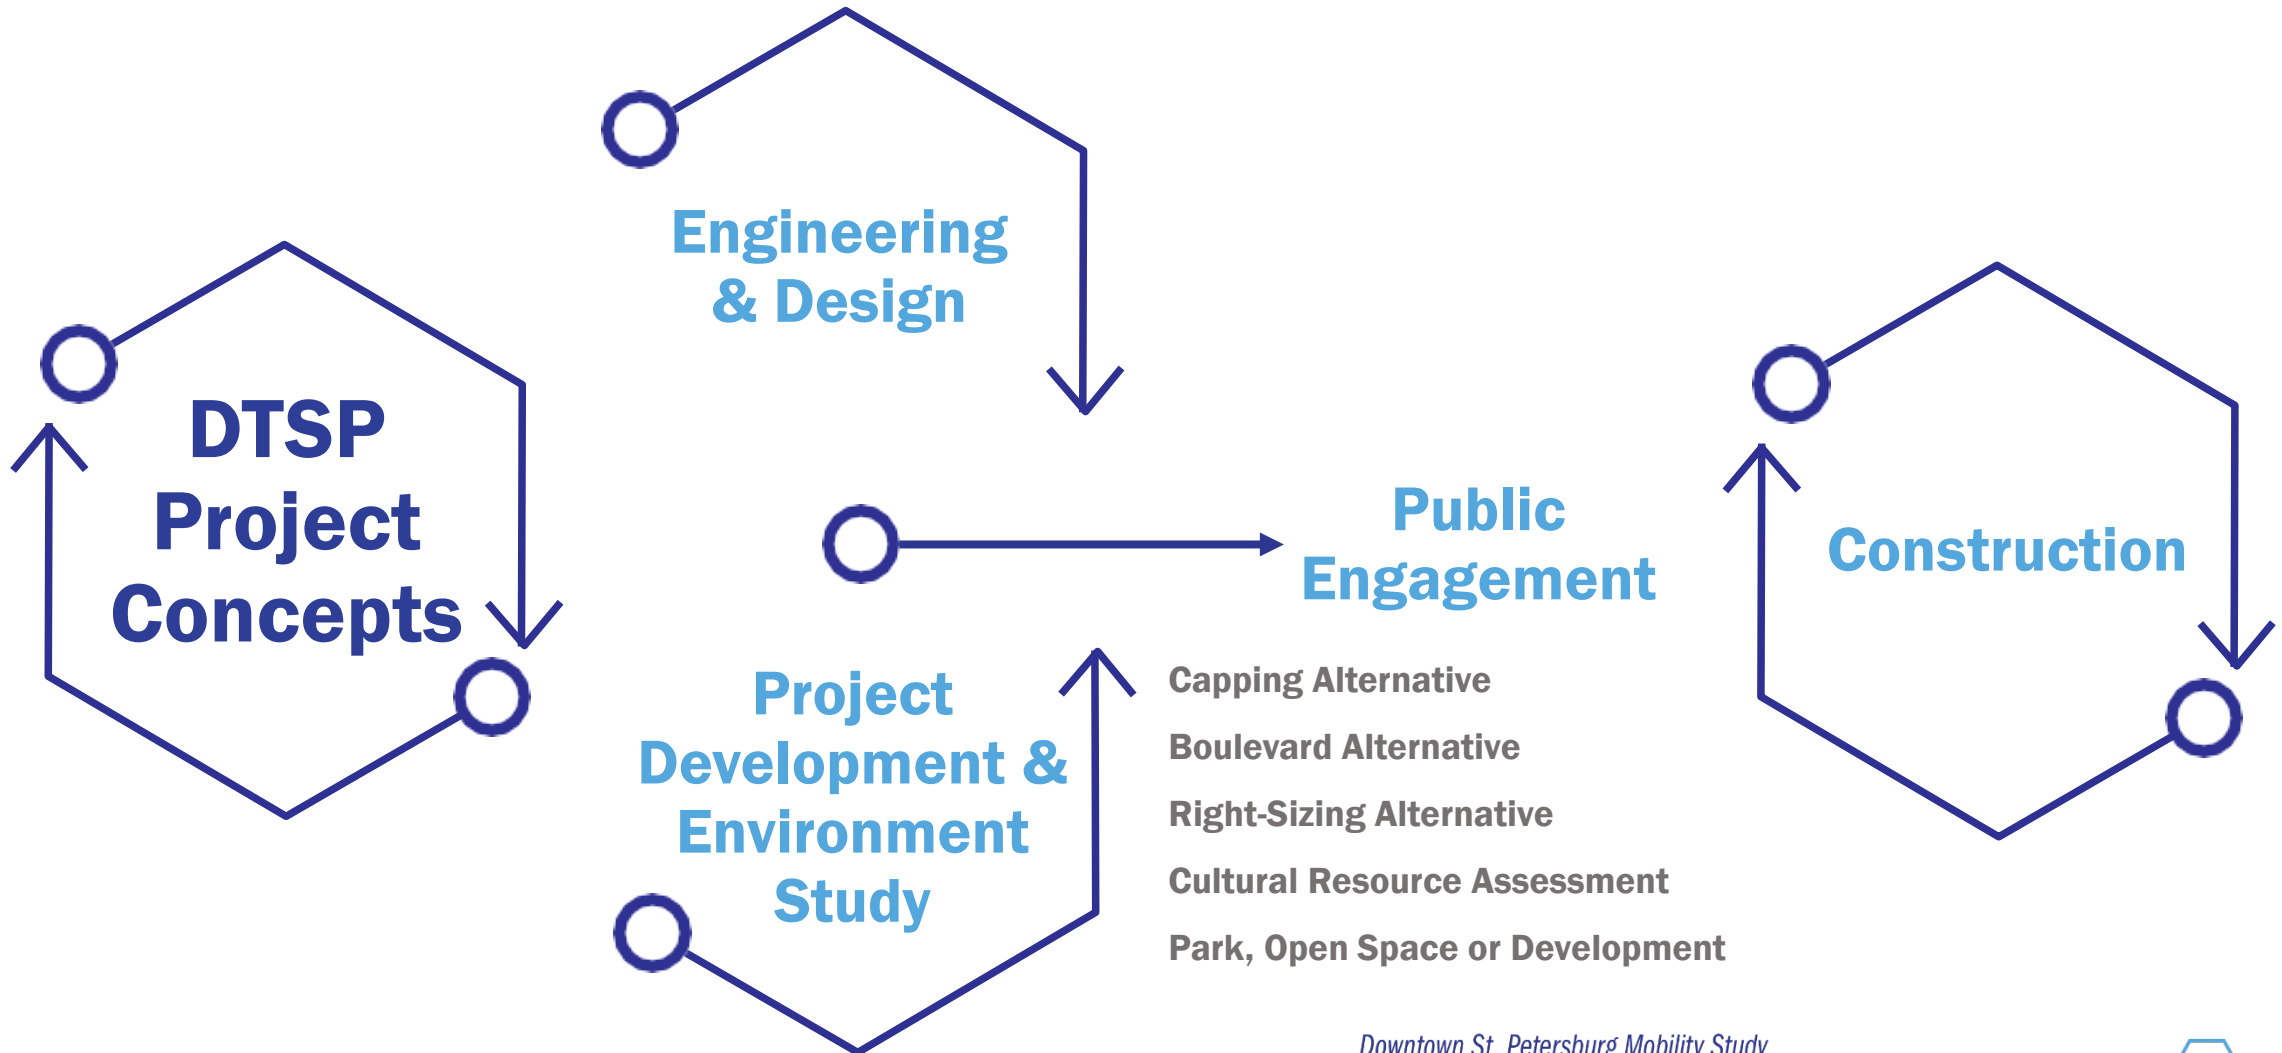 Engineering
& Design
DTSP
Project
Concepts
Public
Engagement
Construction
Project
Development &
Environment
Study
Capping Alternative
Boulevard Alternative
Right-Sizing Alternative
Cultural Resource Assessment
Park, Open Space or Development
Downtown St. Petersburg Mobility Study